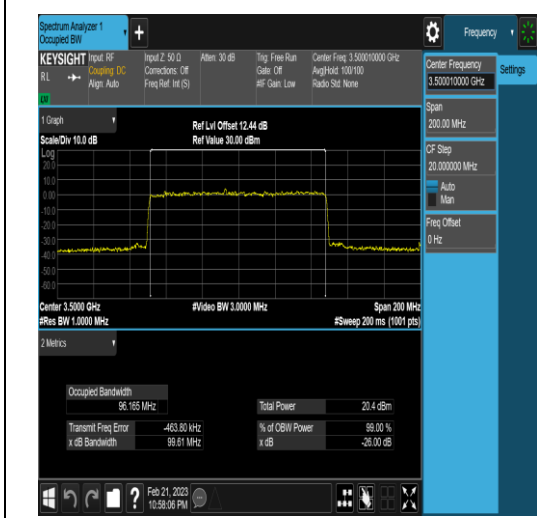 Spectrum Analyzer 1
Occupied BW
+
Frequency
KEYSIGHT
Input: RF
Input Z: 50 Ω
Atten: 30 dB
Trig: Free Run
Center Freq: 3.500010000 GHz
RL
Coupling: DC
Corrections: Off
Gate: Off
Avg|Hold: 100/100
Align: Auto
Freq Ref: Int (S)
#IF Gain: Low
Radio Std: None
Center Frequency
3.500010000 GHz
Settings
Span
200.00 MHz
CF Step
20.000000 MHz
Auto
Man
Freq Offset
0 Hz
1 Graph
Ref Lvl Offset 12.44 dB
Scale/Div 10.0 dB
Ref Value 30.00 dBm
Log
20.0
10.0
0.00
-10.0
-20.0
-30.0
-40.0
-50.0
-60.0
Center 3.5000 GHz
#Video BW 3.0000 MHz
Span 200 MHz
#Res BW 1.0000 MHz
#Sweep 200 ms (1001 pts)
2 Metrics
Occupied Bandwidth
96.165 MHz
Total Power
20.4 dBm
Transmit Freq Error
-463.80 kHz
% of OBW Power
99.00 %
x dB Bandwidth
99.61 MHz
x dB
-26.00 dB
?
Feb 21, 2023
10:58:06 PM